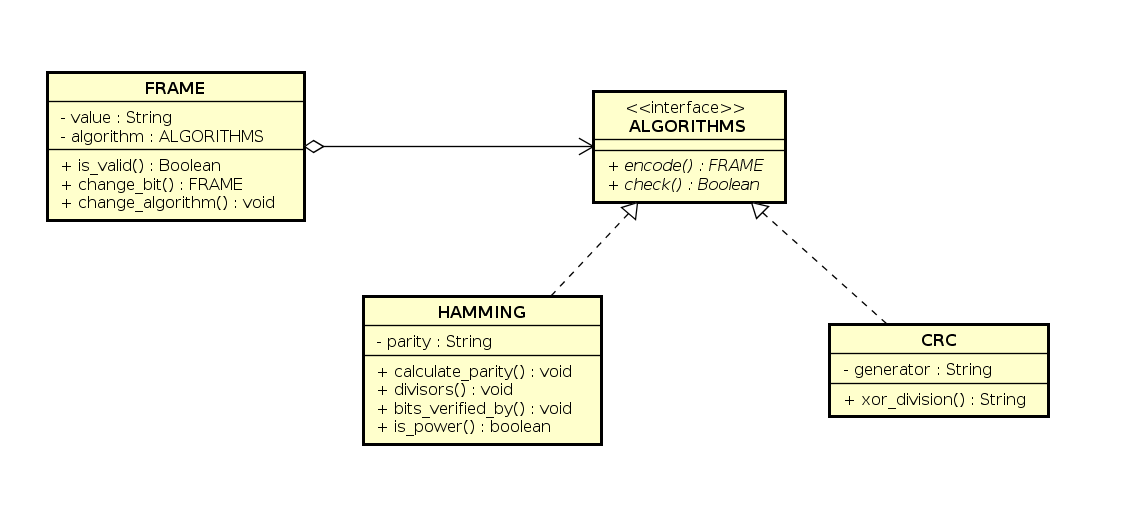 FRAME
- value : String
- algorithm : ALGORITHMS
+ is_valid() : Boolean
+ change_bit() : FRAME
+ change_algorithm() : void
<<interface>>
ALGORITHMS
+ encode() : FRAME
+ check() : Boolean
HAMMING
- parity : String
+ calculate_parity() : void
+ divisors() : void
+ bits_verified_by() : void
+ is_power() : boolean
CRC
- generator : String
+ xor_division() : String